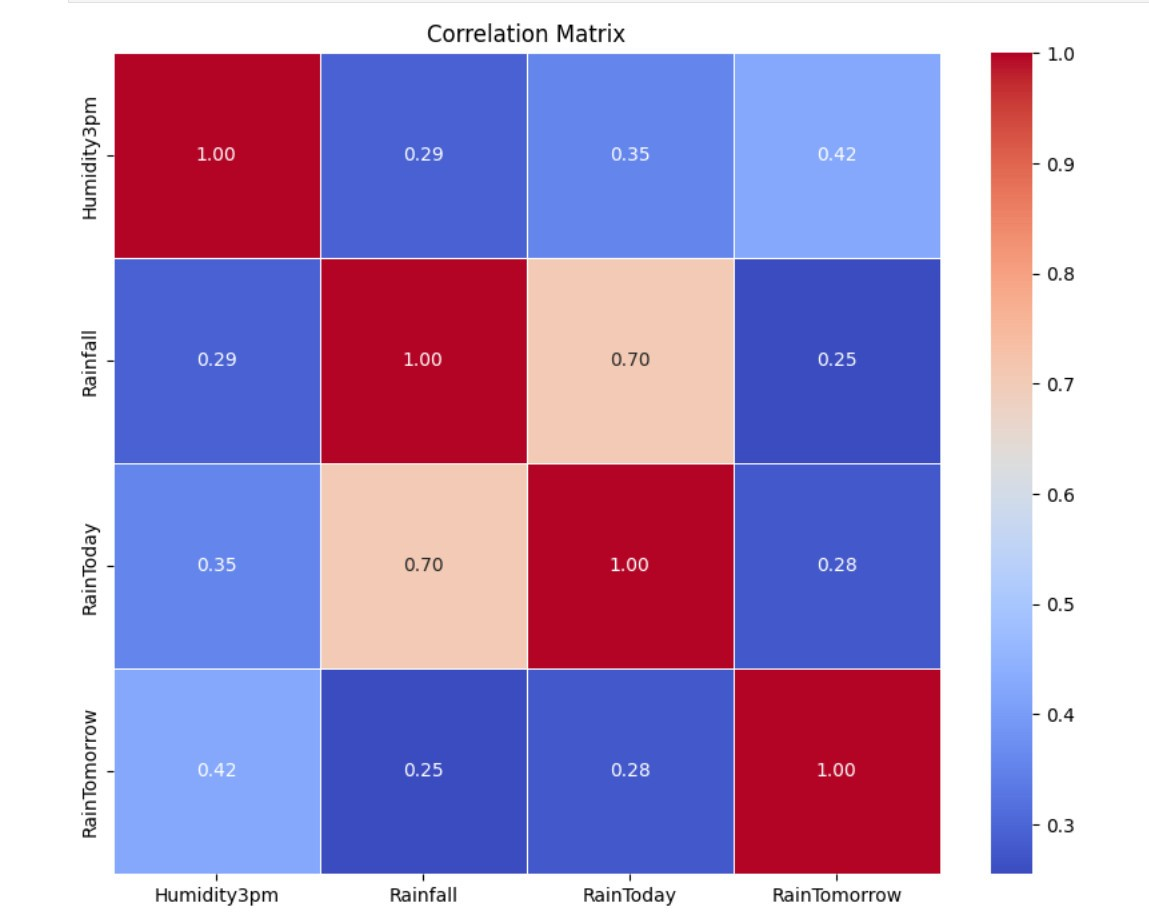 Correlation Matrix
Humidity3pm 1.00 0.29 0.35 0.42
Rainfall 0.29 1.00 0.70 0.25
RainToday 0.35 0.70 1.00 0.28
RainTomorrow 0.42 0.25 0.28 1.00
Humidity3pm Rainfall RainToday RainTomorrow
1.0
0.9
0.8
0.7
0.6
0.5
0.4
0.3